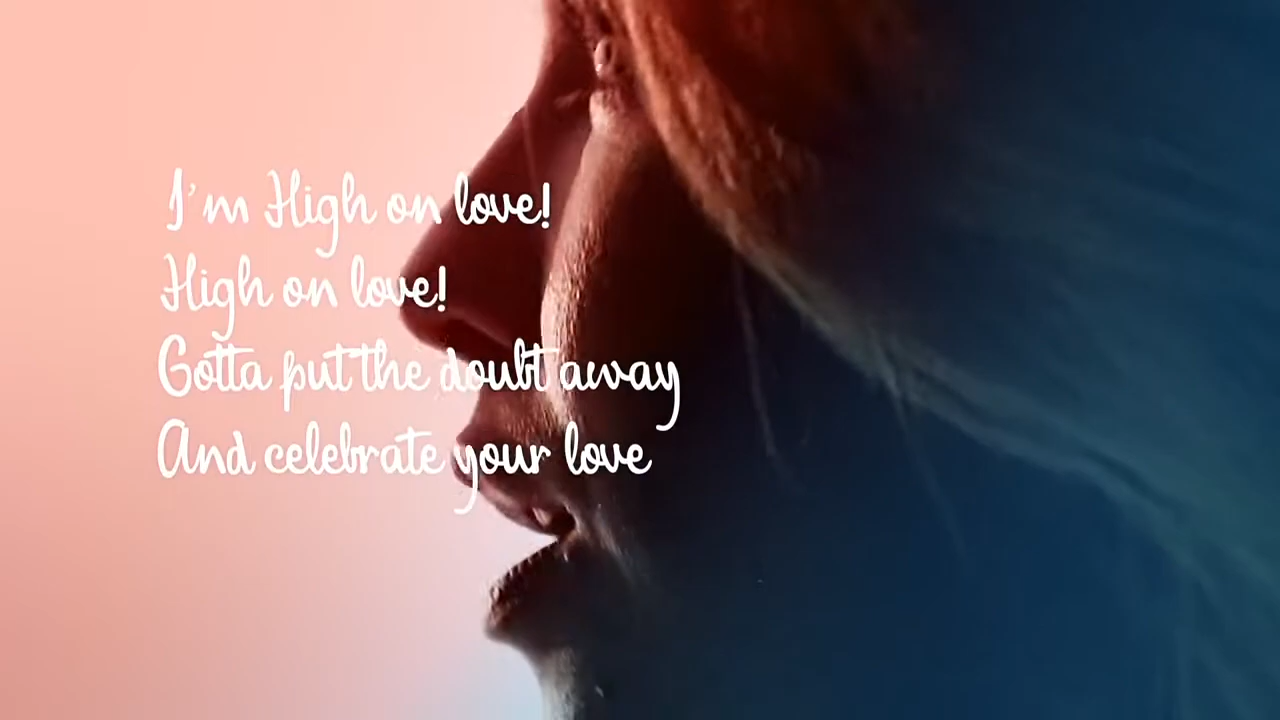 I'm High on love!
High on love!
Gotta put the doubt away
And celebrate your love